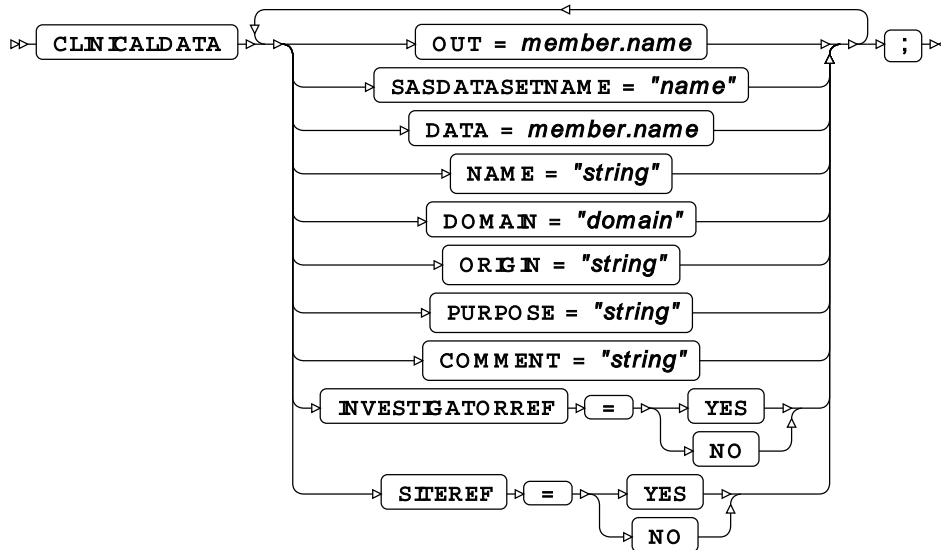 CLINICALDATA OUT = member.name ;
SASDATASETNAME = "name"
DATA = member.name
NAME = "string"
DOMAIN = "domain"
ORIGIN = "string"
PURPOSE = "string"
COMMENT = "string"
INVESTIGATORREF = YES
NO
SITEREF = YES
NO